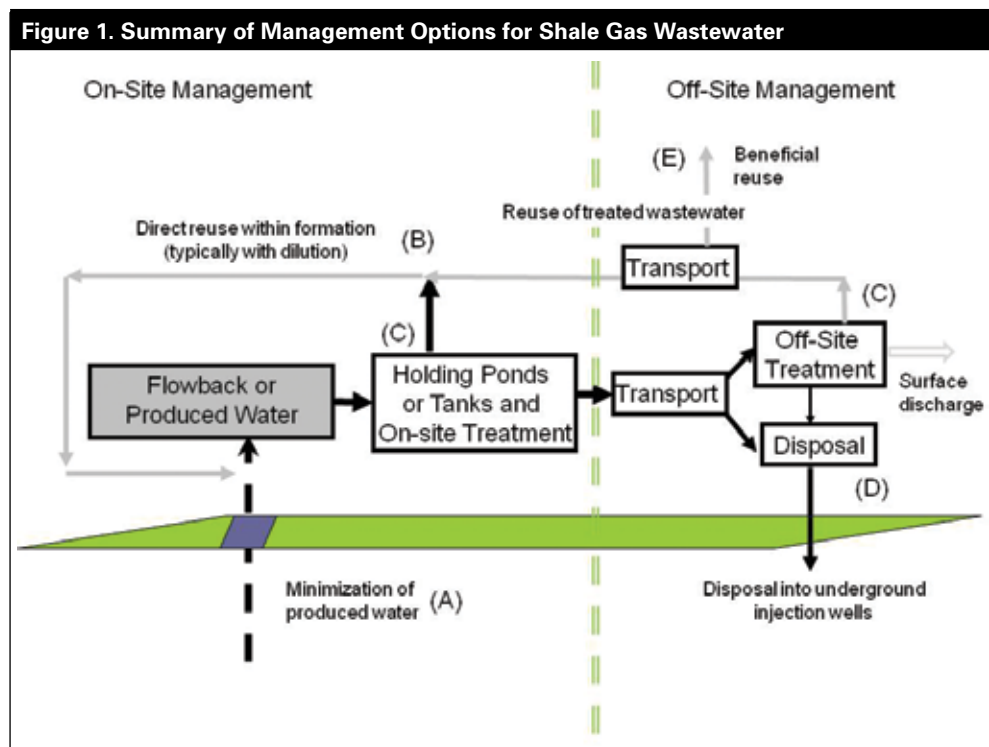 Figure 1. Summary of Management Options for Shale Gas Wastewater
On-Site Management
Off-Site Management
(E)
Beneficial
reuse
Reuse of treated wastewater
Direct reuse within formation
(typically with dilution)
(B)
Transport
(C)
(C)
Off-Site
Treatment
Flowback or
Produced Water
Holding Ponds
or Tanks and
On-site Treatment
Transport
Surface
discharge
Disposal
(D)
Minimization of
produced water
(A)
Disposal into underground
injection wells